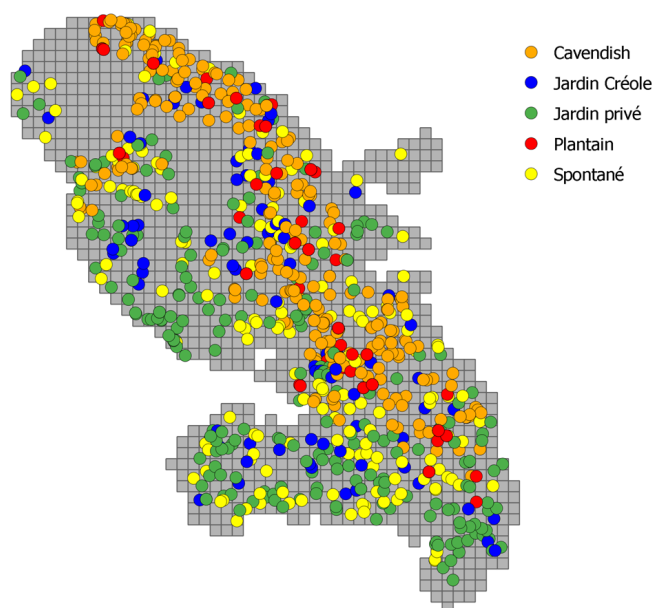 Cavendish
Jardin Créole
Jardin privé
Plantain
Spontané